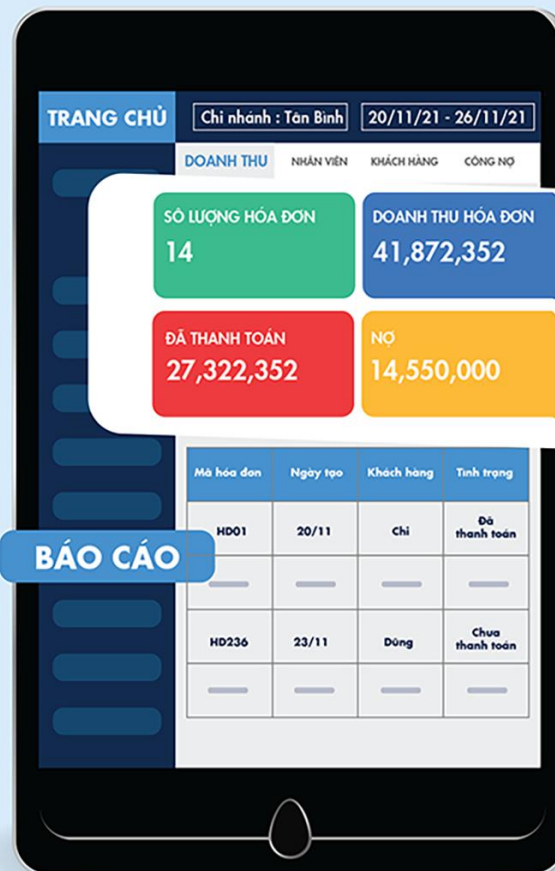 TRANG CHỦ
Chi nhánh : Tân Bình
20/11/21 - 26/11/21
DOANH THU
NHÂN VIÊN
KHÁCH HÀNG
CÔNG NỢ
SỐ LƯỢNG HÓA ĐƠN
14
DOANH THU HÓA ĐƠN
41,872,352
ĐÃ THANH TOÁN
27,322,352
NỢ
14,550,000
Mã hóa đơn
Ngày tạo
Khách hàng
Tình trạng
HD01
20/11
Chi
Đã
thanh toán
BÁO CÁO
HD236
23/11
Dũng
Chưa
thanh toán